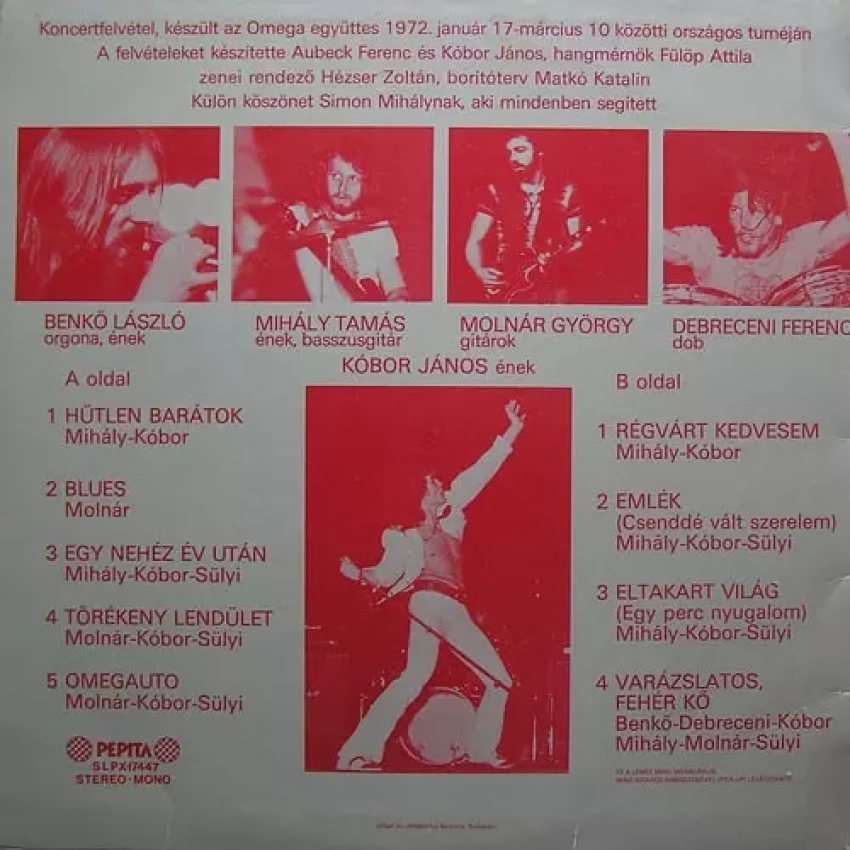 Koncertfelvétel, készült az Omega együttes 1972. január 17-március 10 közötti országos tuméján
A felvételeket készítette Aubeck Ferenc és Kóbor János, hangmérnök Fülöp Attila
zenei rendező Hézser Zoltán, borítóterv Matkó Katalin
Külön köszönet Simon Mihálynak, aki mindenben segített
BENKŐ LÁSZLÓ
orgona, ének
MIHÁLY TAMÁS
ének, basszusgitár
MOLNÁR GYÖRGY
gitárok
DEBRECENI FERENC
dob
KÓBOR JÁNOS ének
A oldal
1 HŰTLEN BARÁTOK
Mihály-Kóbor
2 BLUES
Molnár
3 EGY NEHÉZ ÉV UTÁN
Mihály-Kóbor-Sülyi
4 TÖRÉKENY LENDÜLET
Molnár-Kóbor-Sülyi
5 OMEGAUTO
Molnár-Kóbor-Sülyi
PEPITA
SLPX17447
STEREO-MONO
B oldal
1 RÉGVÁRT KEDVESEM
Mihály-Kóbor
2 EMLÉK
(Csenddé vált szerelem)
Mihály-Kóbor-Sülyi
3 ELTAKART VILÁG
(Egy perc nyugalom)
Mihály-Kóbor-Sülyi
4 VARÁZSLATOS,
FEHÉR KŐ
Benkő-Debreceni-Kóbor
Mihály-Molnár-Sülyi